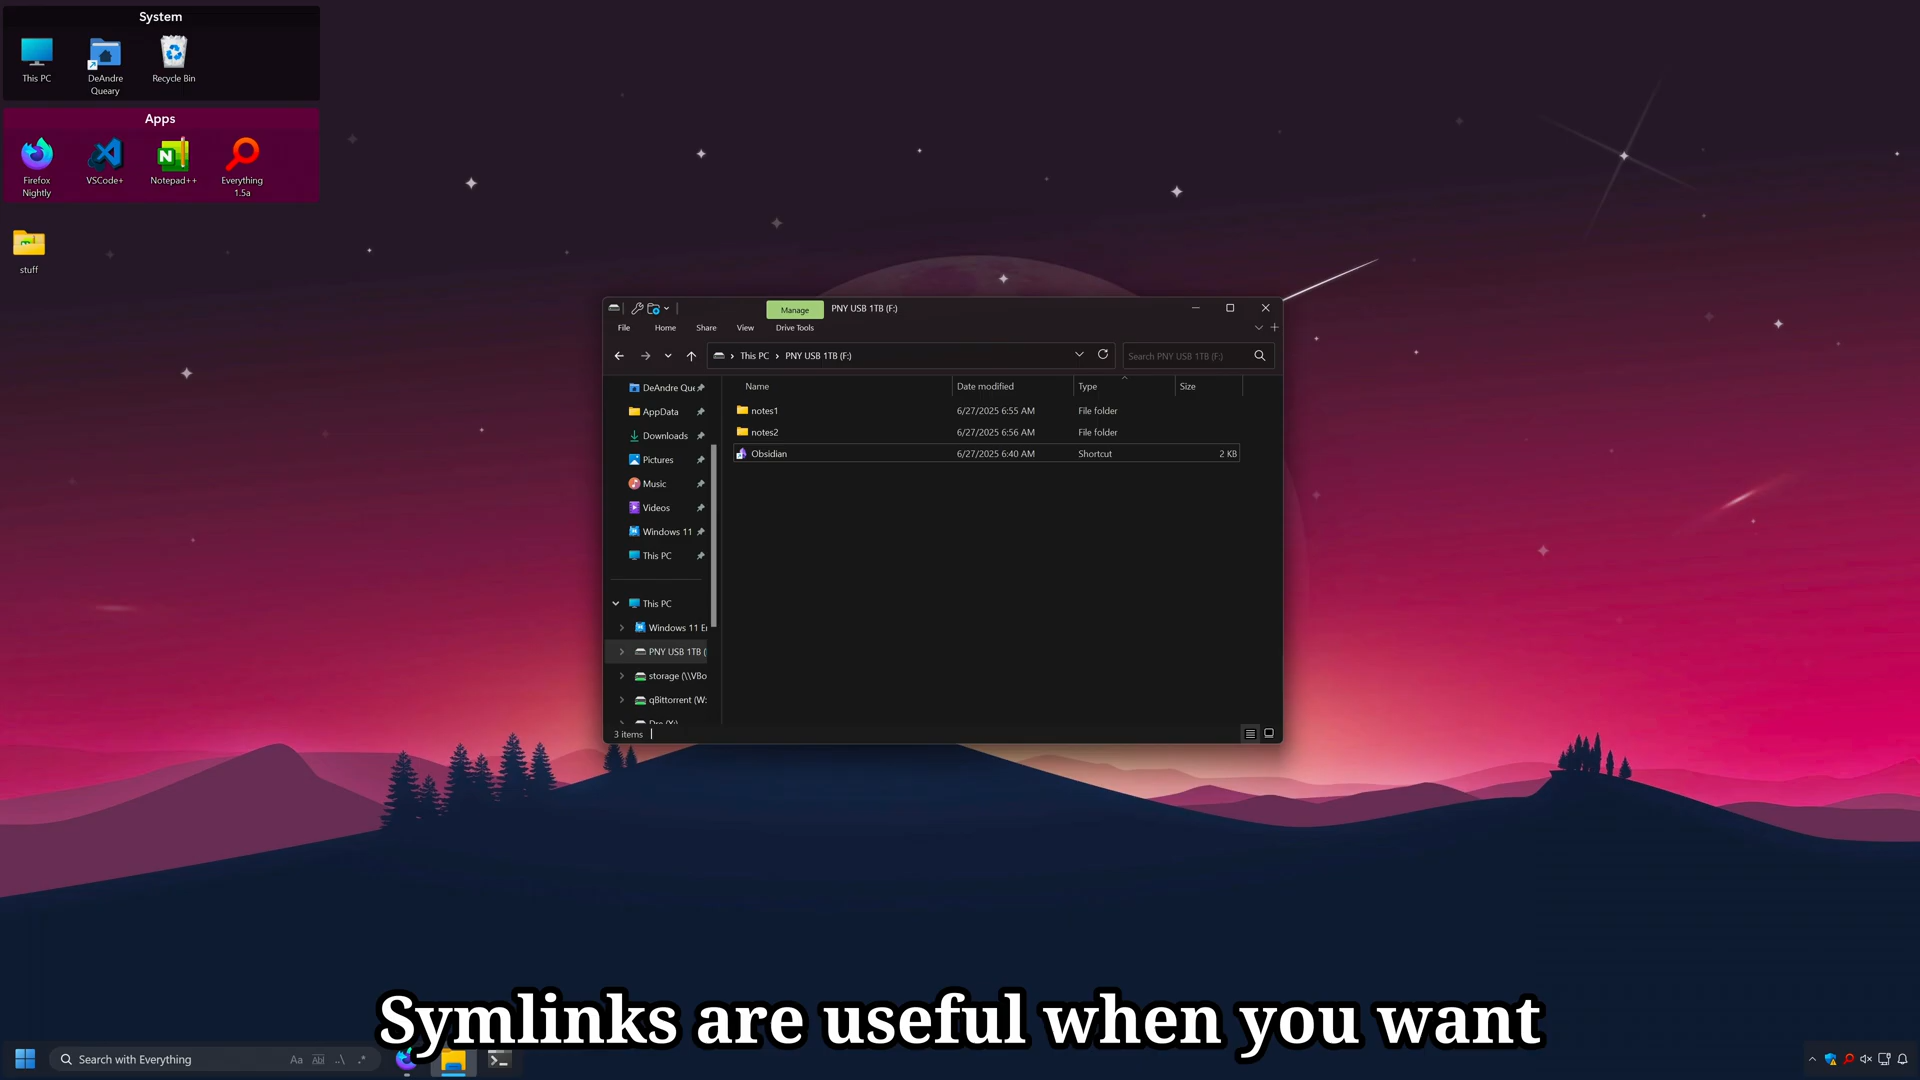 System
This PC
DeAndre
Queary
Recycle Bin
Apps
Firefox
Nightly
VSCode+
Notepad++
Everything
1.5a
stuff
Manage
PNY USB 1TB (F:)
File
Home
Share
View
Drive Tools
This PC
PNY USB 1TB (F:)
Search PNY USB 1TB (F:)
Name
Date modified
Type
Size
notes1
6/27/2025 6:55 AM
File folder
notes2
6/27/2025 6:56 AM
File folder
Obsidian
6/27/2025 6:40 AM
Shortcut
2 KB
DeAndre Que
AppData
Downloads
Pictures
Music
Videos
Windows 11
This PC
This PC
Windows 11 E
PNY USB 1TB (
storage (\\VBo
qBittorrent (W:
3 items
Symlinks are useful when you want
Search with Everything
Aa
Ab
.\
.*